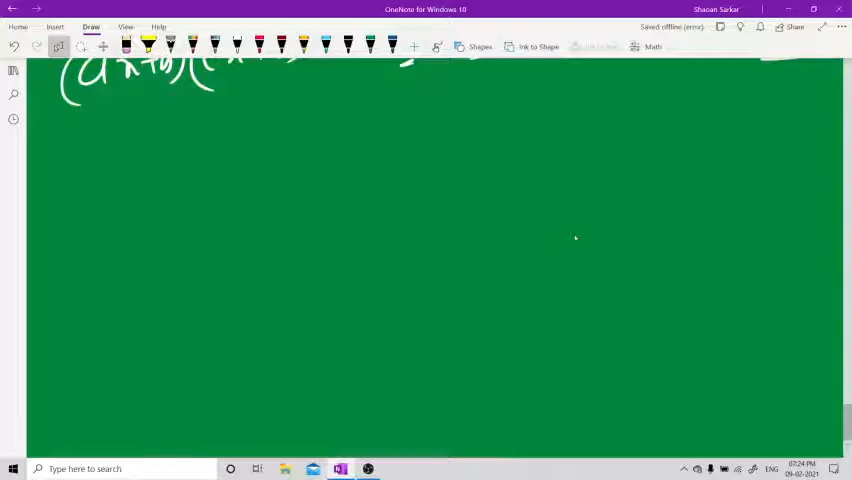 OneNote for Windows 10
Shaoan Sarkar
Home Insert Draw View Help
Saved offline (error)
Share
Shapes
Ink to Shape
Math
(ax+b)(
Type here to search
ENG
07:24 PM
09-02-2021